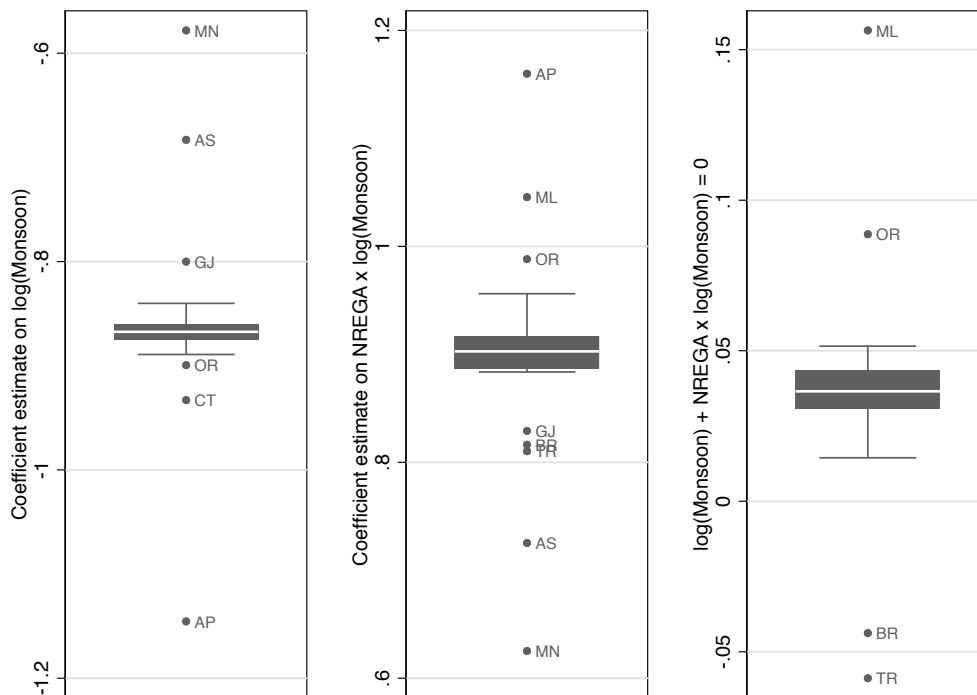 Coefficient estimate on log(Monsoon)
-.6
-.8
-1
-1.2
MN
AS
GJ
OR
CT
AP
Coefficient estimate on NREGA x log(Monsoon)
1.2
1
.8
.6
AP
ML
OR
GJ
BR
TR
AS
MN
log(Monsoon) + NREGA x log(Monsoon) = 0
.15
.1
.05
0
-.05
ML
OR
BR
TR